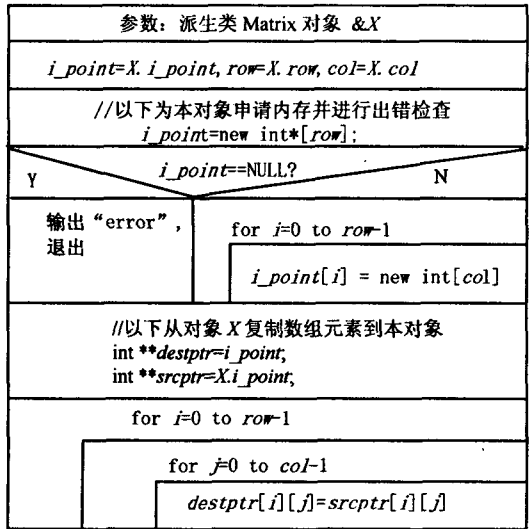 参数：派生类 Matrix 对象 &X
i_point=X. i_point, row=X. row, col=X. col
//以下为本对象申请内存并进行出错检查
i_point=new int*[row];
i_point==NULL?
Y
N
输出“error”，
退出
for i=0 to row-1
i_point[i] = new int[col]
//以下从对象 X 复制数组元素到本对象
int **destptr=i_point;
int **srcptr=X.i_point;
for i=0 to row-1
for j=0 to col-1
destptr[i][j]=srcptr[i][j]